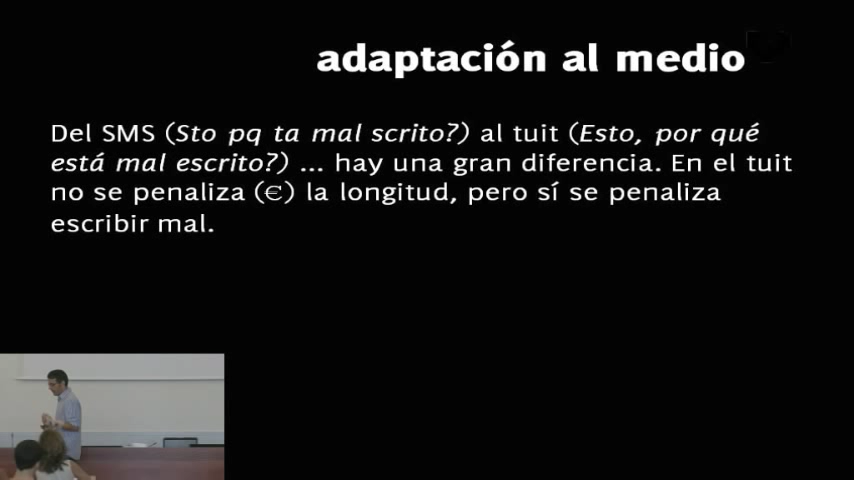 adaptación al medio
Del SMS (Sto pq ta mal scrito?) al tuit (Esto, por qué
está mal escrito?) ... hay una gran diferencia. En el tuit
no se penaliza (€) la longitud, pero sí se penaliza
escribir mal.